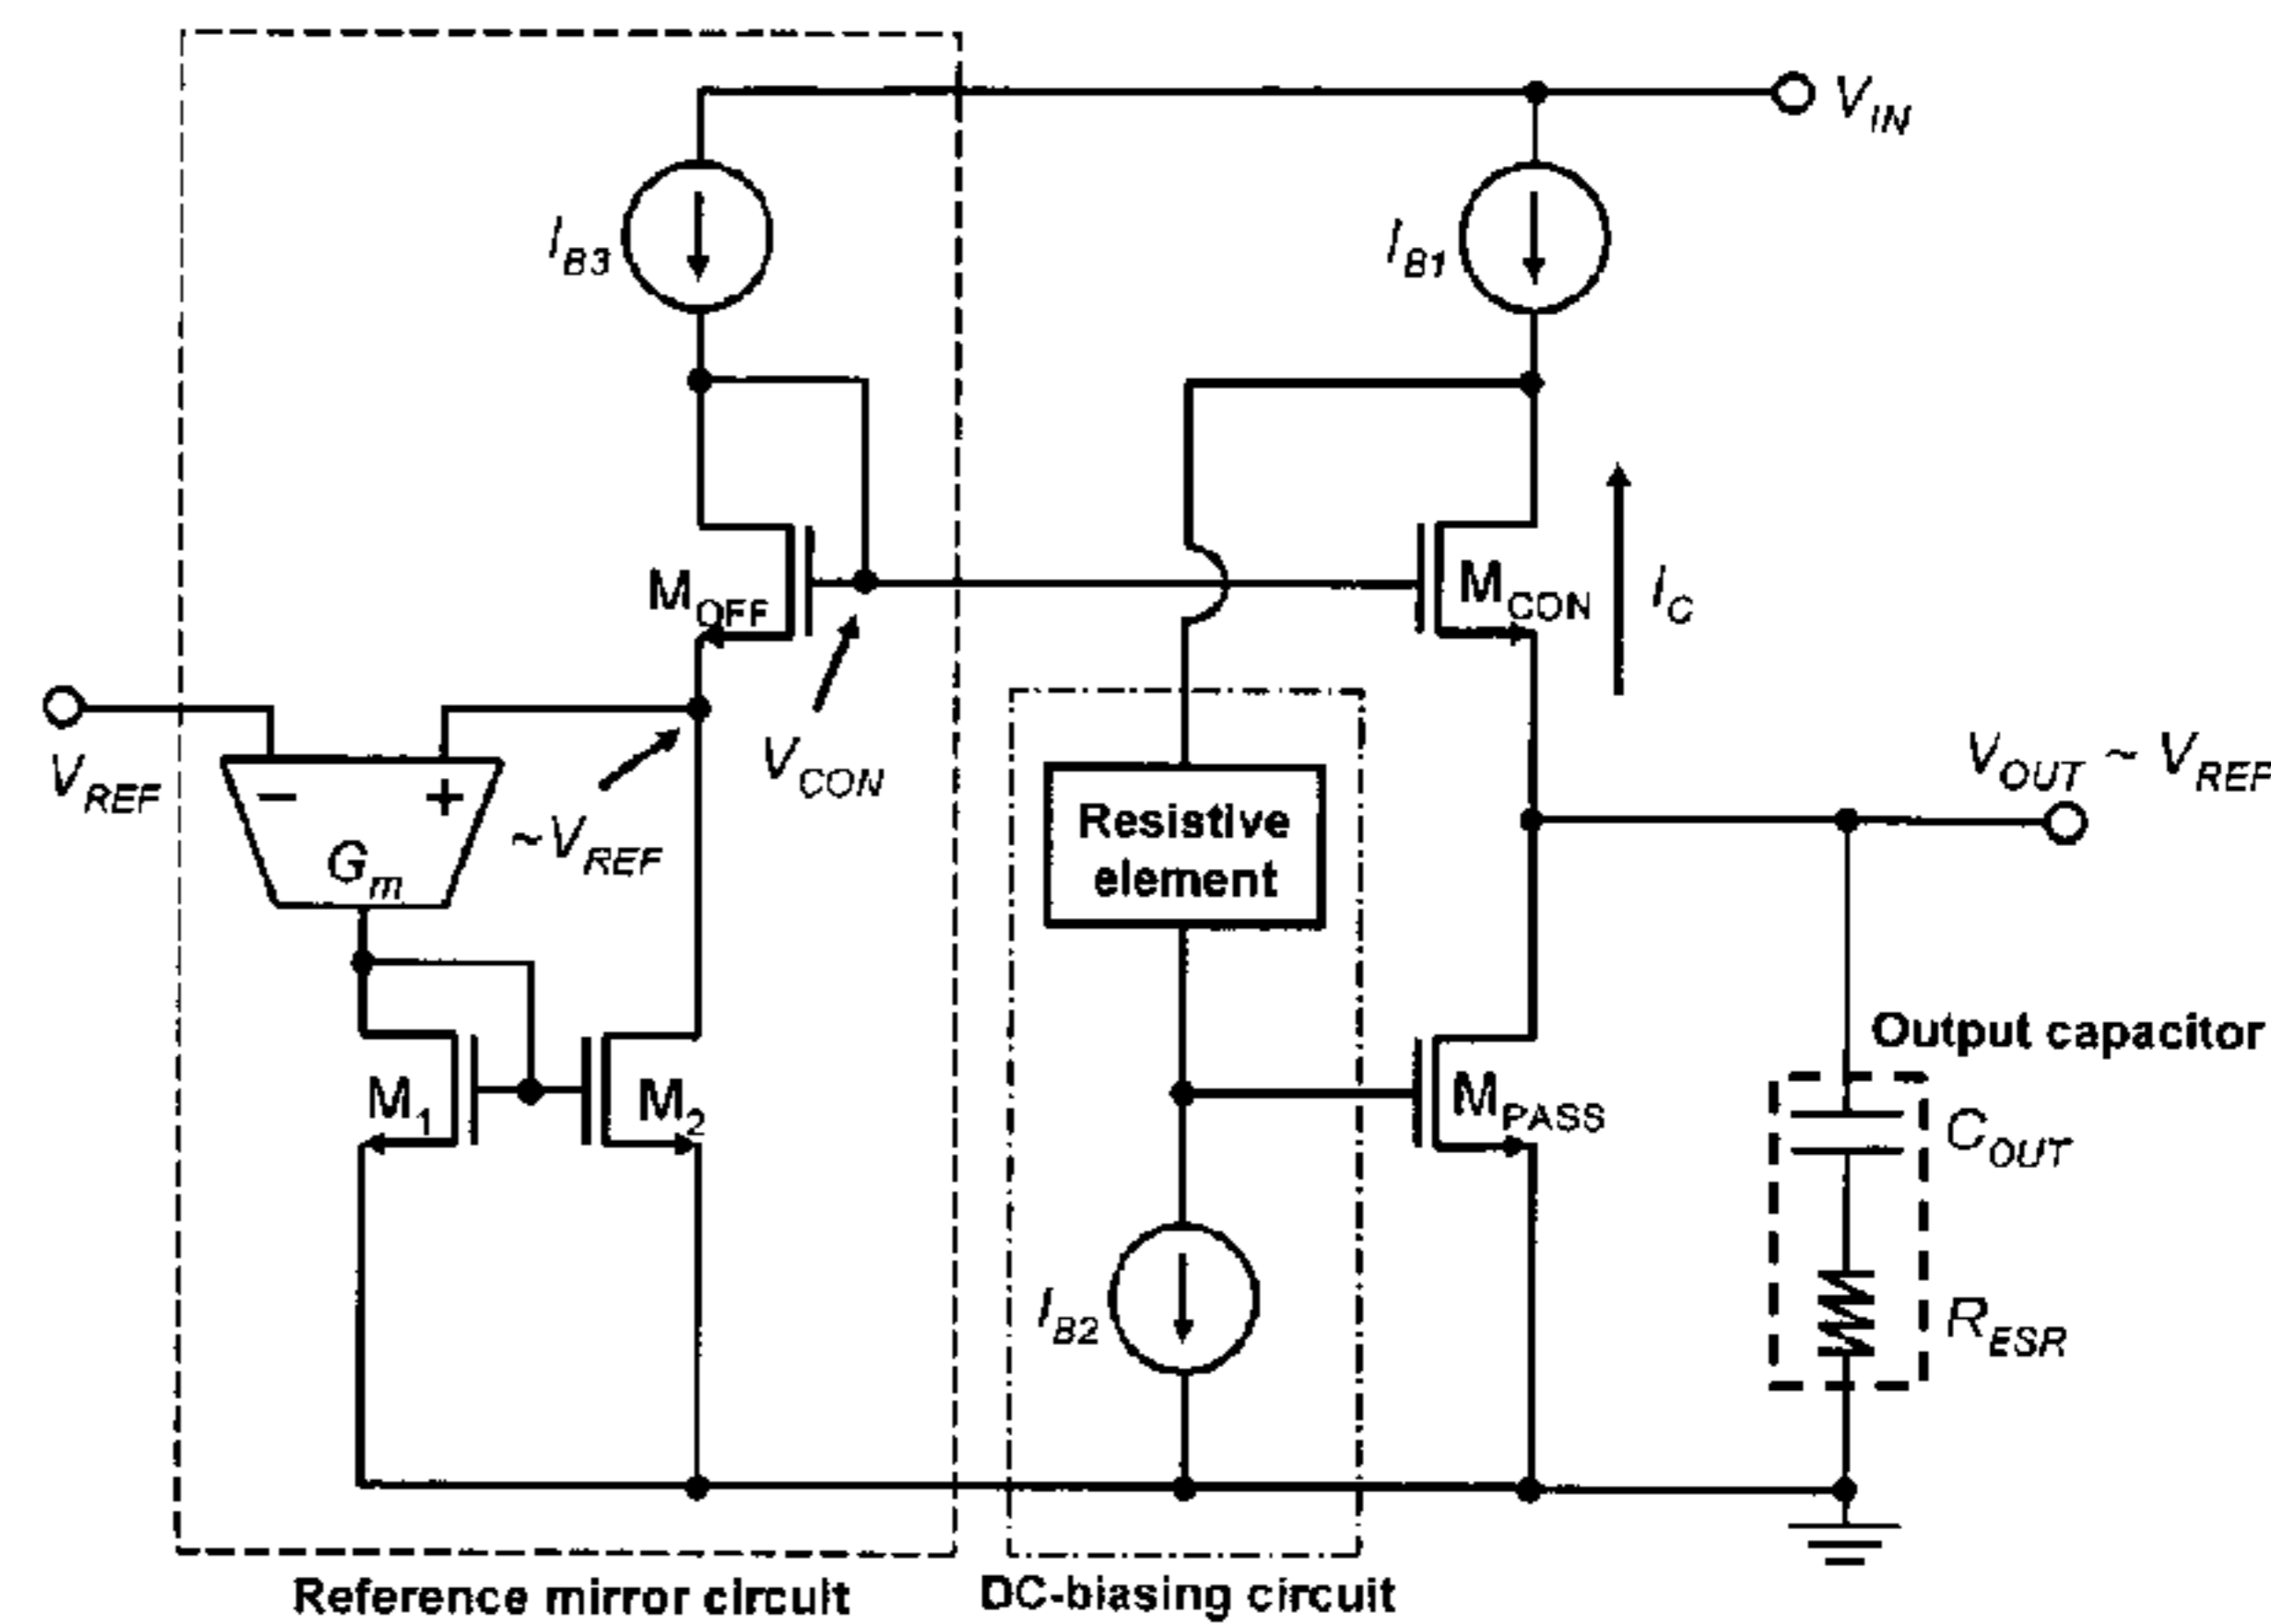 V_IN
I_B3
I_B1
M_OFF
M_CON
I_C
V_REF
V_CON
V_OUT ~ V_REF
− +
G_m
~V_REF
Resistive
element
M_1
M_2
M_PASS
Output capacitor
C_OUT
I_B2
R_ESR
Reference mirror circuit
DC-biasing circuit